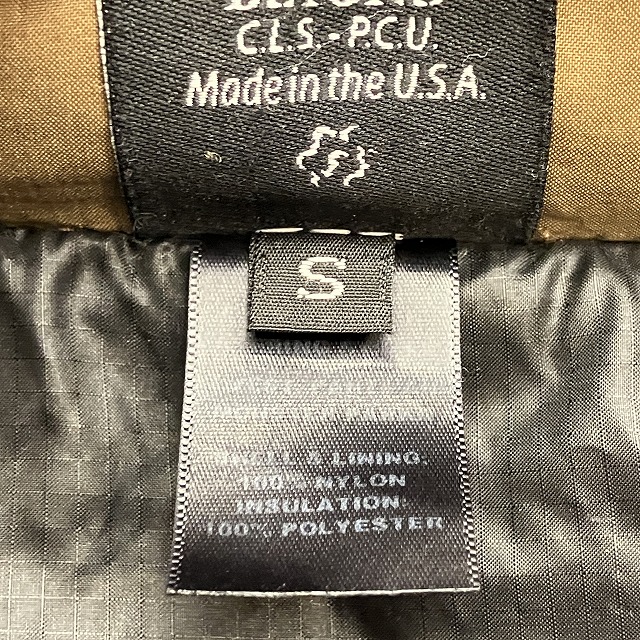 C.L.S.-P.C.U.
Made in the U.S.A.
S
SHELL & LINING:
100% NYLON
INSULATION:
100% POLYESTER